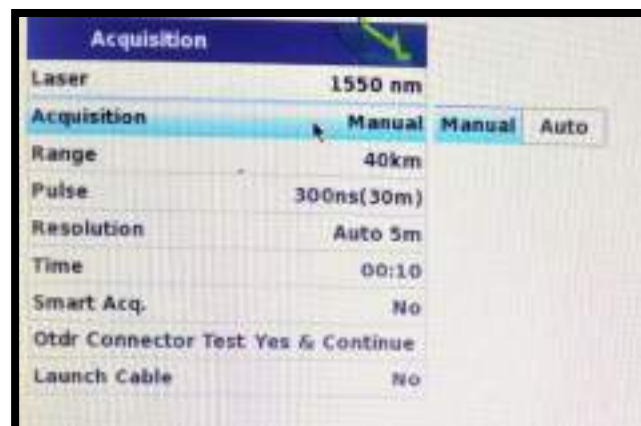 Acquisition
Laser 1550 nm
Acquisition Manual Manual Auto
Range 40km
Pulse 300ns(30m)
Resolution Auto 5m
Time 00:10
Smart Acq. No
Otdr Connector Test Yes & Continue
Launch Cable No